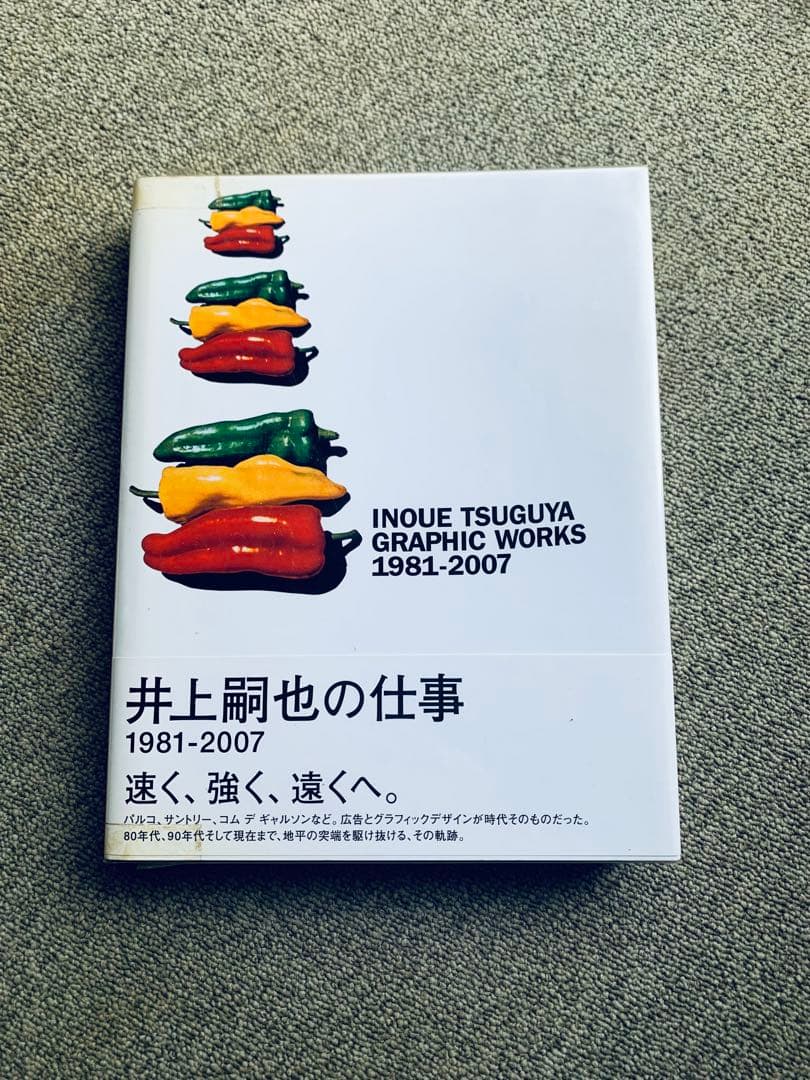 INOUE TSUGUYA
GRAPHIC WORKS
1981-2007
井上嗣也の仕事
1981-2007
速く、強く、遠くへ。
パルコ、サントリー、コム デ ギャルソンなど。広告とグラフィックデザインが時代そのものだった。
80年代、90年代そして現在まで、地平の突端を駆け抜ける、その軌跡。